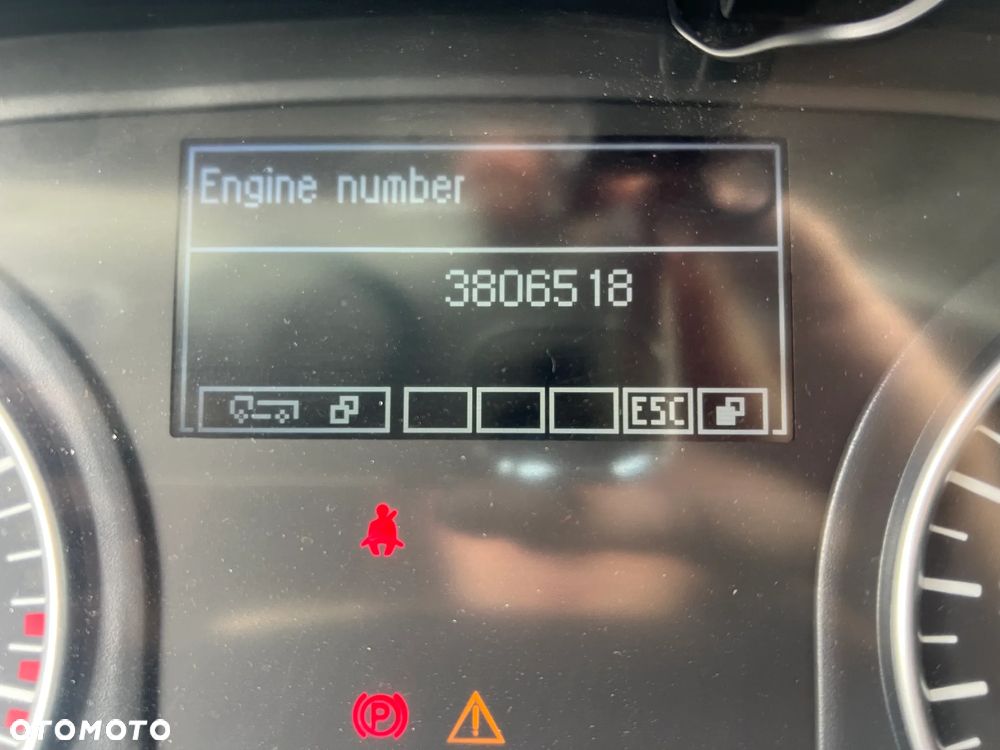 Engine number
3806518
ESC
P
OTOMOTO